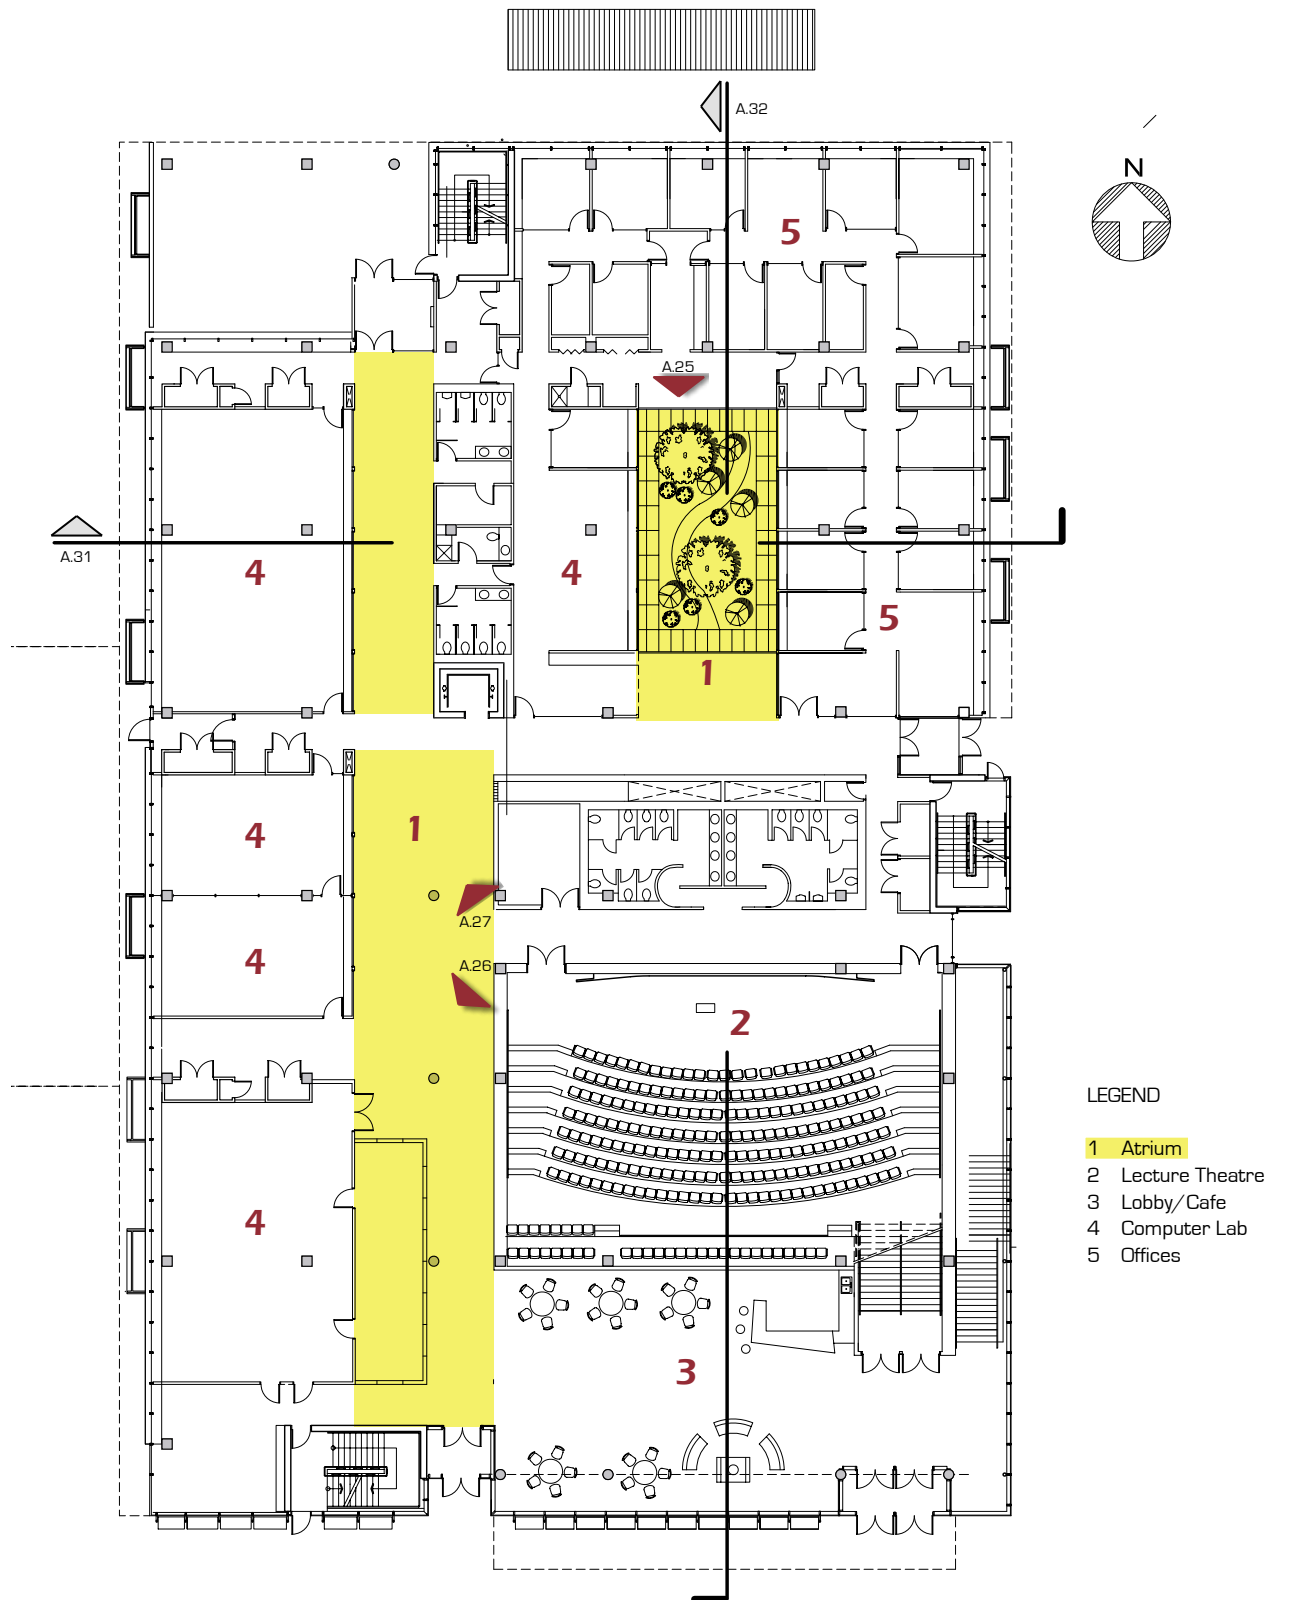 A.32
N
5
A.25
A.31
4
4
5
1
1
4
A.27
4
A.26
2
LEGEND
1 Atrium
2 Lecture Theatre
3 Lobby/Cafe
4 Computer Lab
5 Offices
4
3